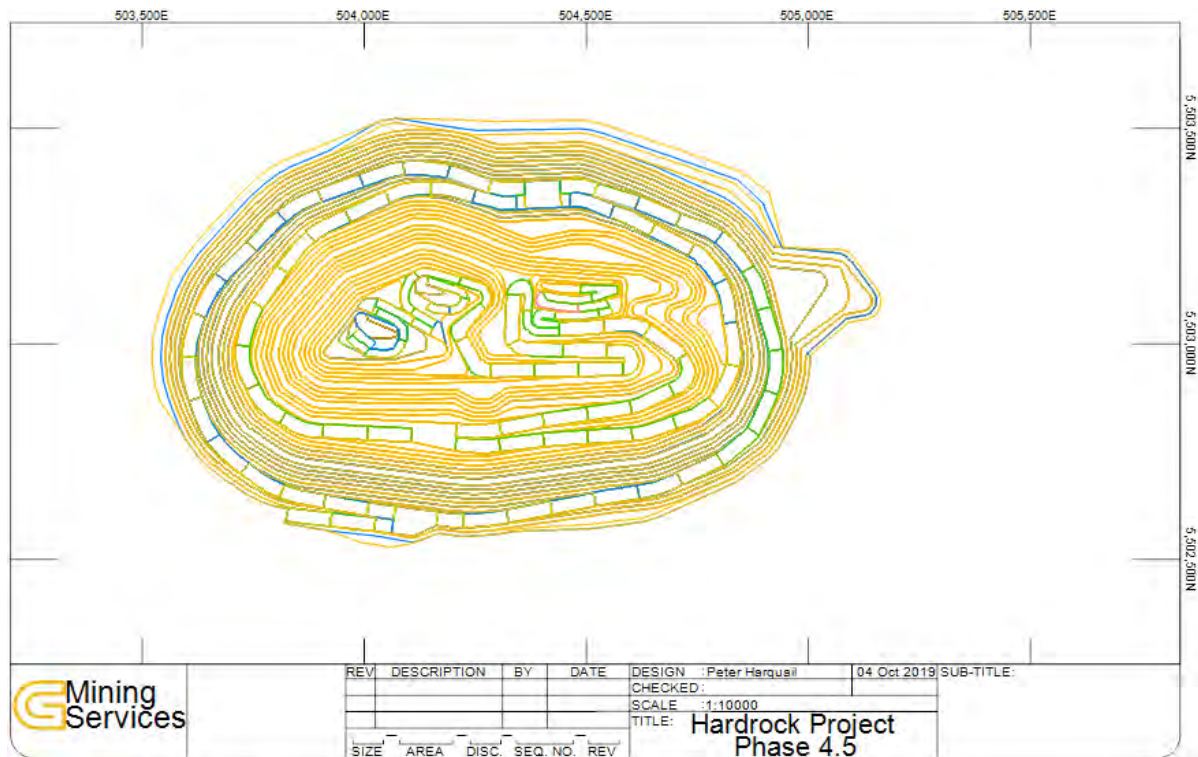 503,500E 504,000E 504,500E 505,000E 505,500E
5,503,500N
5,503,000N
5,502,500N
G Mining
Services
REV DESCRIPTION BY DATE
DESIGN : Peter Harquail 04 Oct 2019
CHECKED :
SCALE :1:10000
TITLE: Hardrock Project
Phase 4.5
SUB-TITLE:
SIZE AREA DISC. SEQ. NO. REV